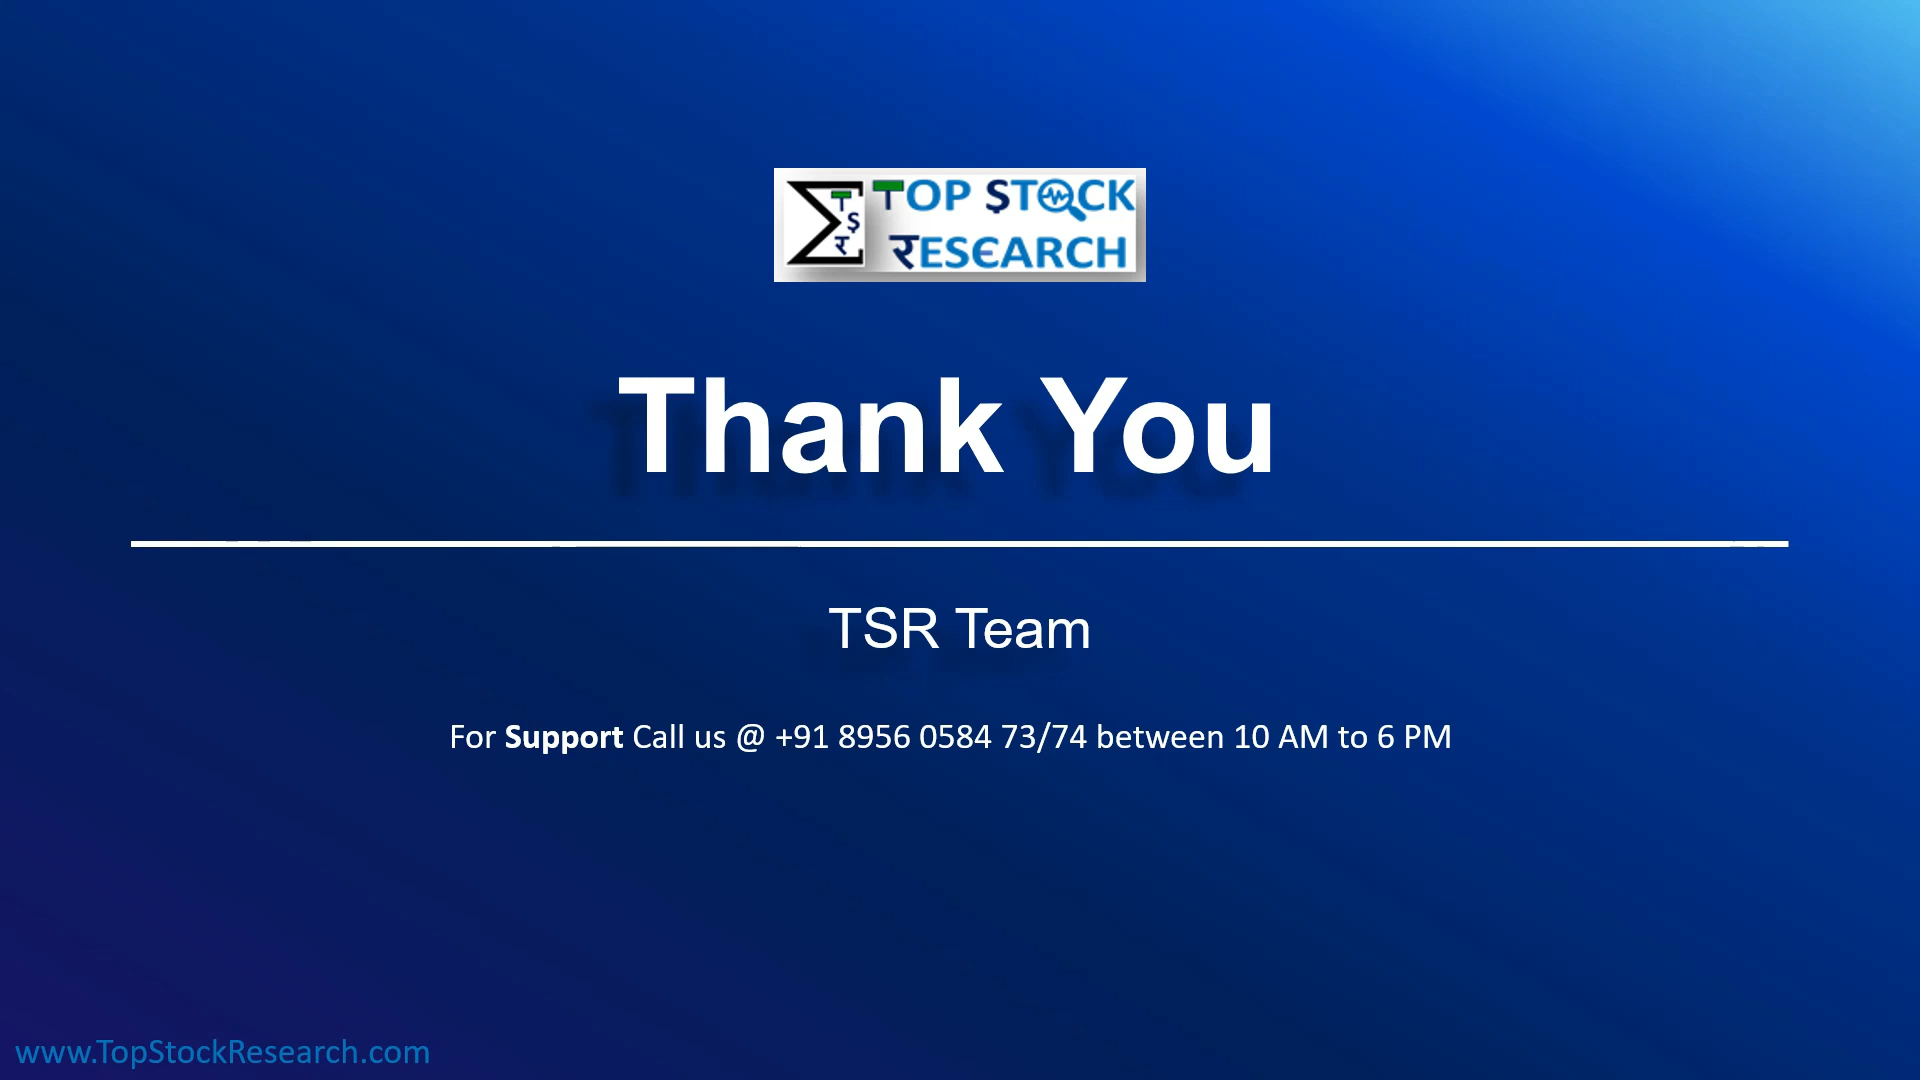 TSR
TOP STOCK
RESEARCH
Thank You
TSR Team
For Support Call us @ +91 8956 0584 73/74 between 10 AM to 6 PM
www.TopStockResearch.com